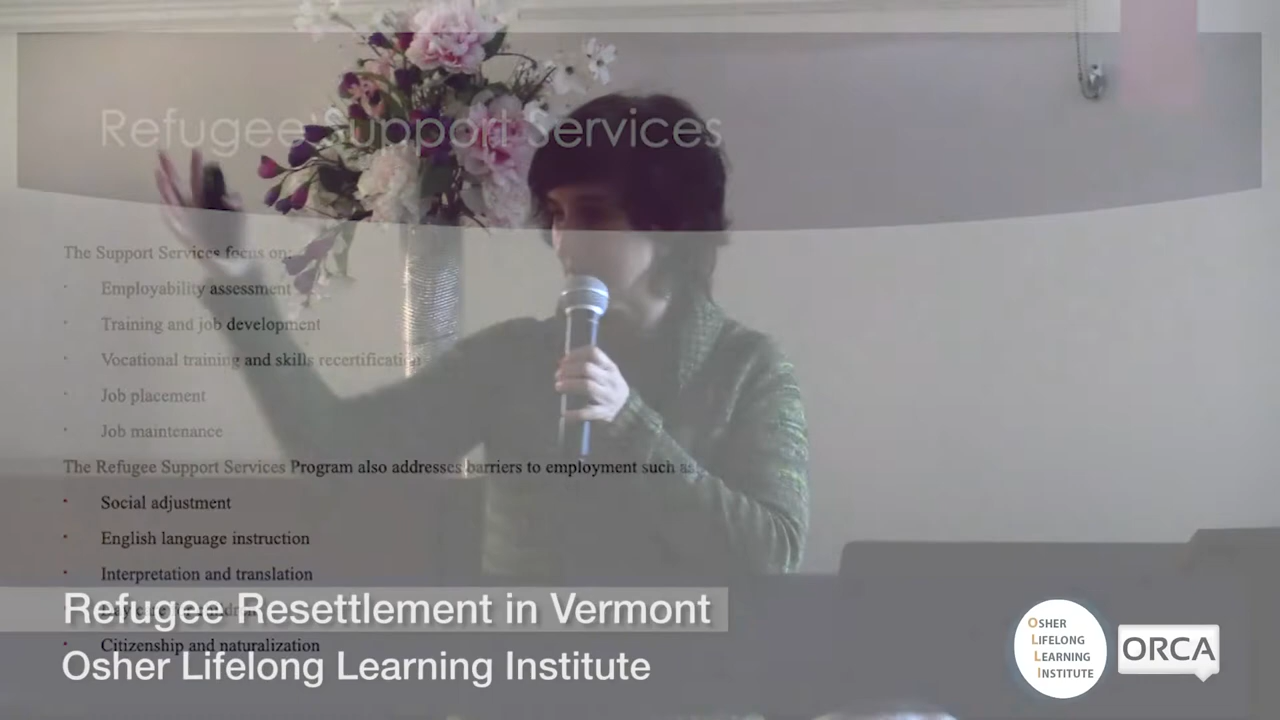 Refugee Support Services
The Support Services focus on:
· Employability assessment
· Training and job development
· Vocational training and skills recertification
· Job placement
· Job maintenance
The Refugee Support Services Program also addresses barriers to employment such as
· Social adjustment
· English language instruction
· Interpretation and translation
Refugee Resettlement in Vermont
· Citizenship and naturalization
Osher Lifelong Learning Institute
OSHER
LIFELONG
LEARNING
INSTITUTE
ORCA